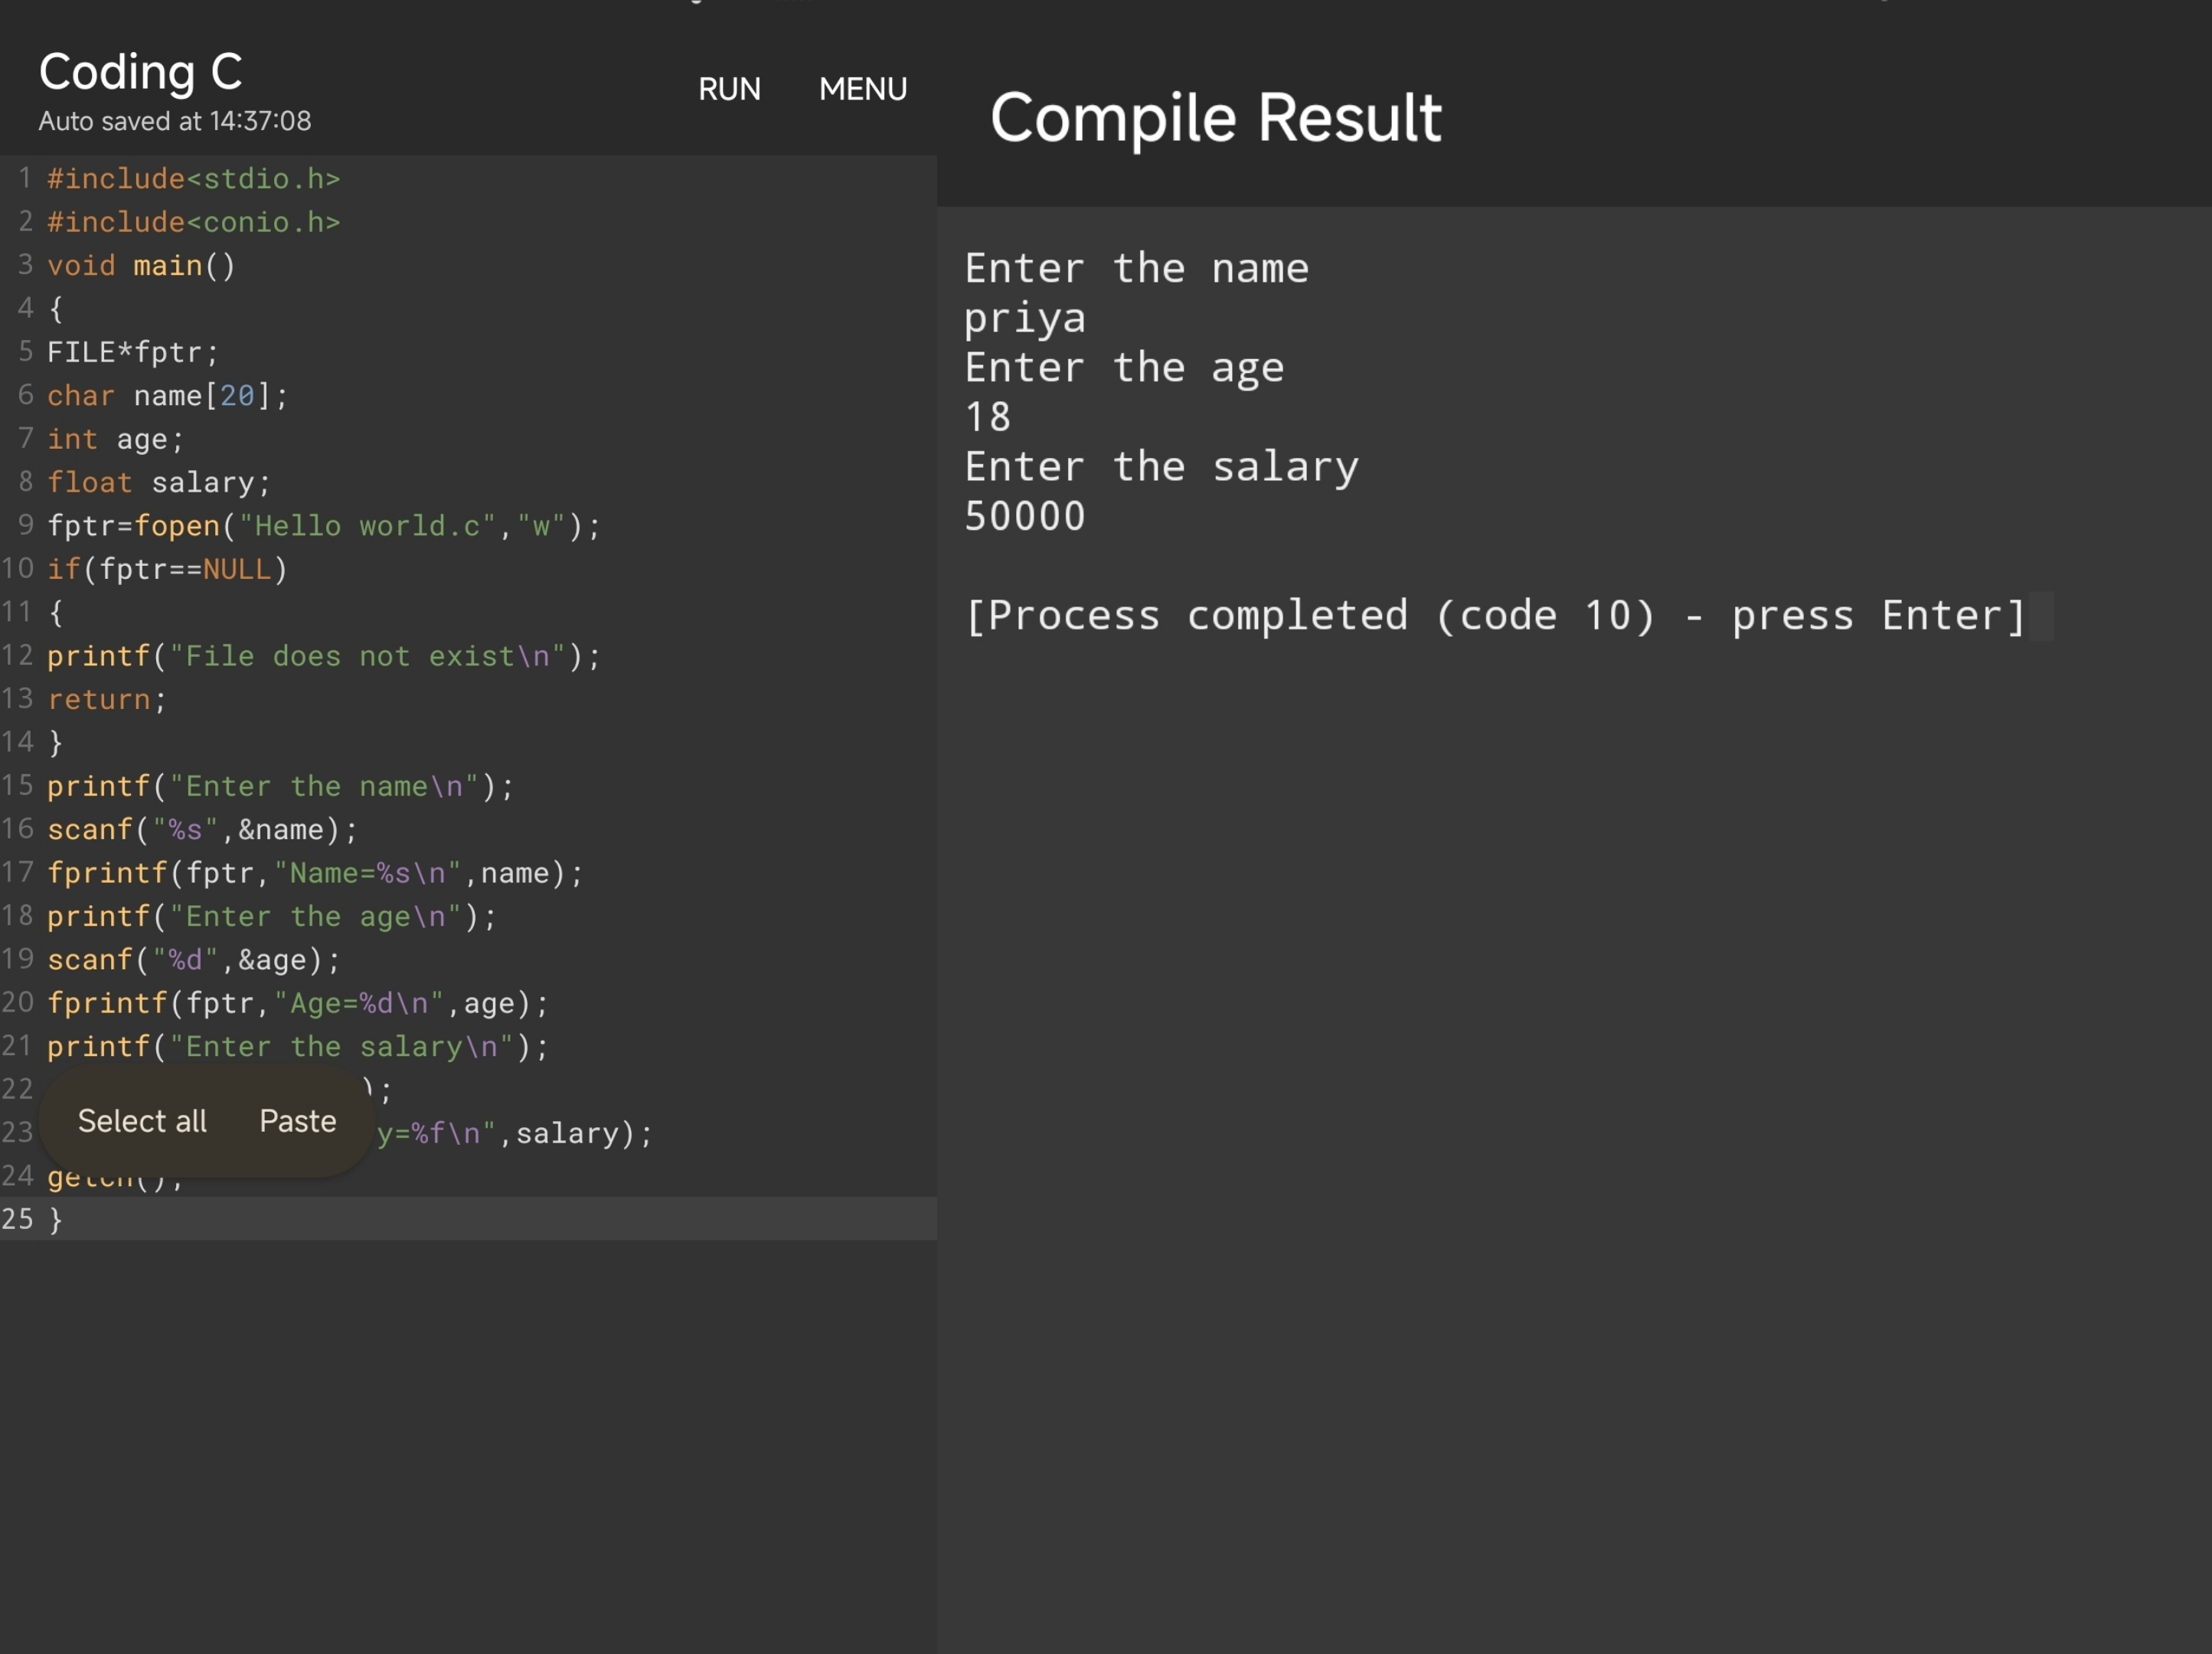 Coding C
Auto saved at 14:37:08
RUN MENU
1 #include<stdio.h>
2 #include<conio.h>
3 void main()
4 {
5 FILE*fptr;
6 char name[20];
7 int age;
8 float salary;
9 fptr=fopen("Hello world.c","w");
10 if(fptr==NULL)
11 {
12 printf("File does not exist\n");
13 return;
14 }
15 printf("Enter the name\n");
16 scanf("%s",&name);
17 fprintf(fptr,"Name=%s\n",name);
18 printf("Enter the age\n");
19 scanf("%d",&age);
20 fprintf(fptr,"Age=%d\n",age);
21 printf("Enter the salary\n");
22 );
Select all Paste
23 y=%f\n",salary);
24 getch();
25 }
Compile Result
Enter the name
priya
Enter the age
18
Enter the salary
50000
[Process completed (code 10) - press Enter]